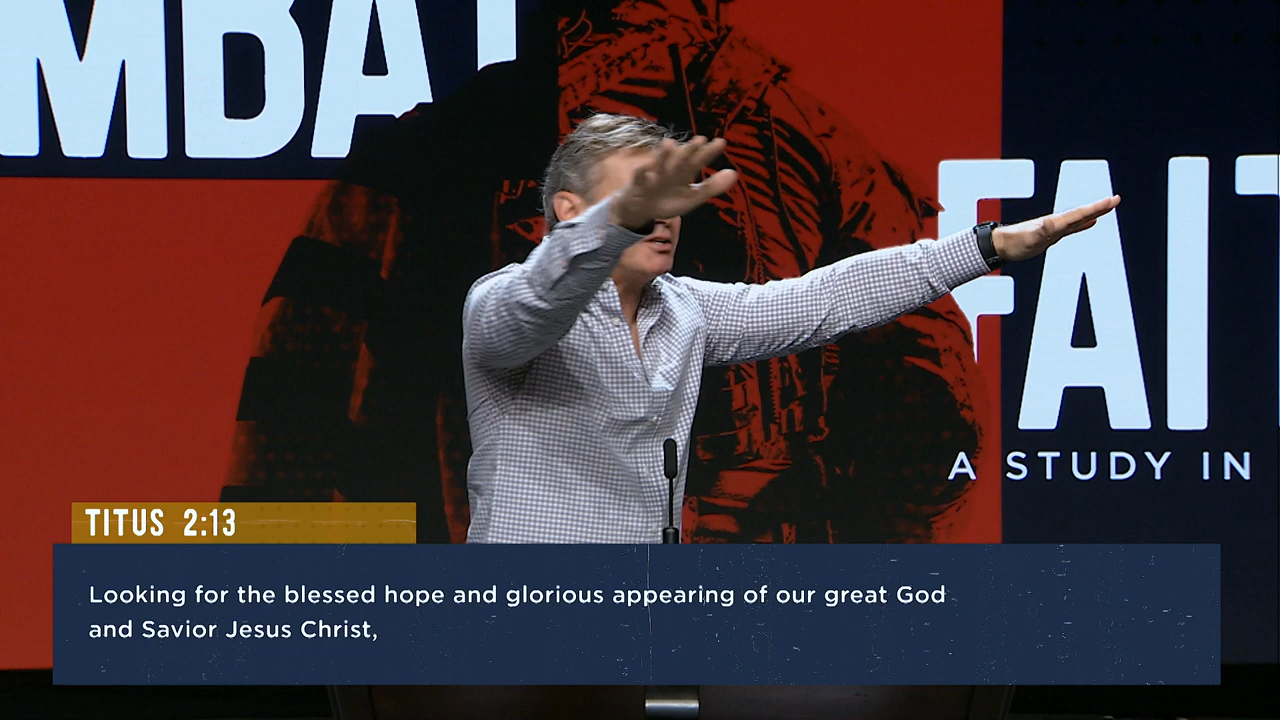 MBA
FAIT
A STUDY IN
TITUS 2:13
Looking for the blessed hope and glorious appearing of our great God
and Savior Jesus Christ,